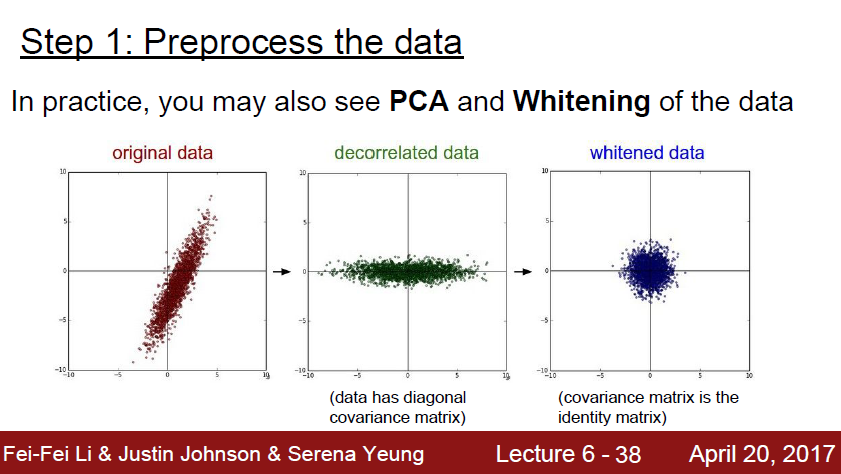 Step 1: Preprocess the data
In practice, you may also see PCA and Whitening of the data
original data
decorrelated data
whitened data
10
5
0
−5
−10
−10
−5
0
5
10
10
5
0
−5
−10
−10
−5
0
5
10
10
5
0
−5
−10
−10
−5
0
5
10
(data has diagonal
covariance matrix)
(covariance matrix is the
identity matrix)
Fei-Fei Li & Justin Johnson & Serena Yeung
Lecture 6 - 38
April 20, 2017